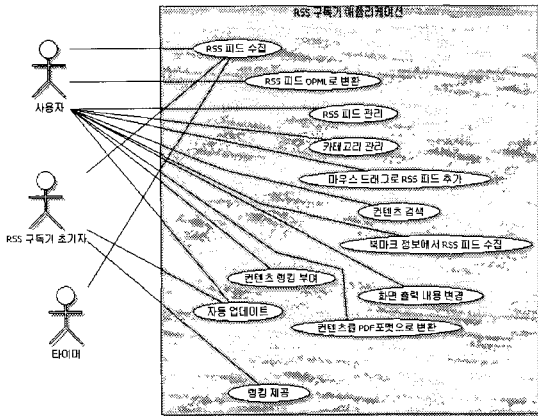 RSS 구독기 애플리케이션
RSS 피드 수집
RSS 피드 OPML로 변환
사용자
RSS 피드 관리
카테고리 관리
마우스 드래그로 RSS 피드 추가
컨텐츠 검색
RSS 구독기 초기자
북마크 정보에서 RSS 피드 수집
컨텐츠 랭킹 부여
화면 출력 내용 변경
자동 업데이트
컨텐츠를 PDF포맷으로 변환
타이머
랭킹 제공